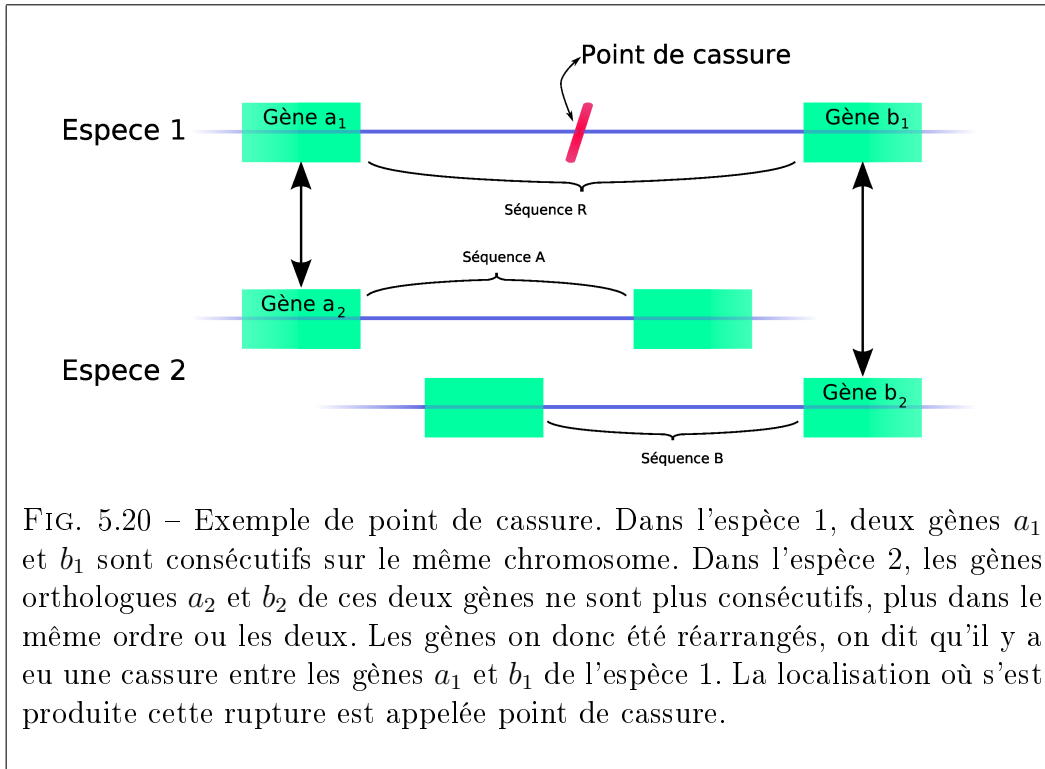 Point de cassure
Espece 1
Gène a₁
Gène b₁
Séquence R
Séquence A
Gène a₂
Espece 2
Gène b₂
Séquence B
FIG. 5.20 – Exemple de point de cassure. Dans l'espèce 1, deux gènes a₁
et b₁ sont consécutifs sur le même chromosome. Dans l'espèce 2, les gènes
orthologues a₂ et b₂ de ces deux gènes ne sont plus consécutifs, plus dans le
même ordre ou les deux. Les gènes on donc été réarrangés, on dit qu'il y a
eu une cassure entre les gènes a₁ et b₁ de l'espèce 1. La localisation où s'est
produite cette rupture est appelée point de cassure.